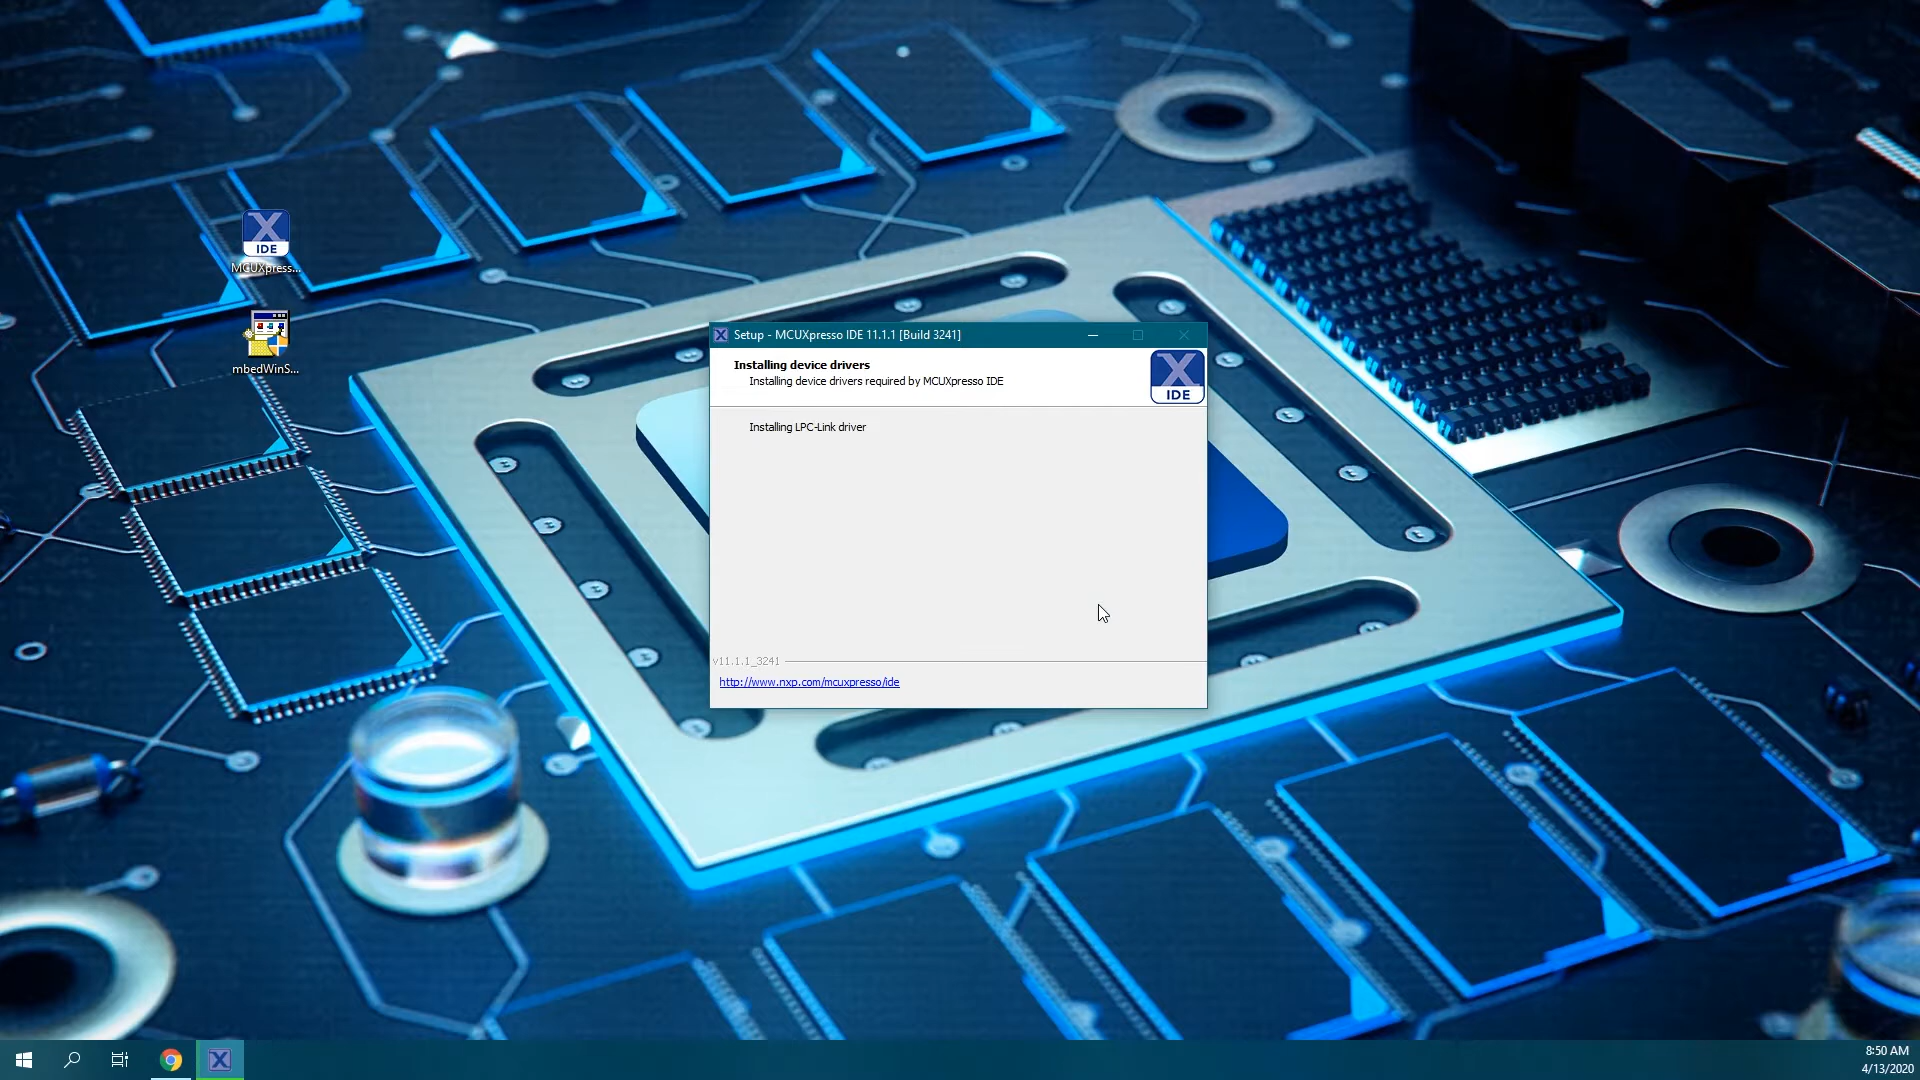 IDE
MCUXpress...
mbedWinS...
Setup - MCUXpresso IDE 11.1.1 [Build 3241]
Installing device drivers
Installing device drivers required by MCUXpresso IDE
IDE
Installing LPC-Link driver
v11.1.1_3241
http://www.nxp.com/mcuxpresso/ide
8:50 AM
4/13/2020